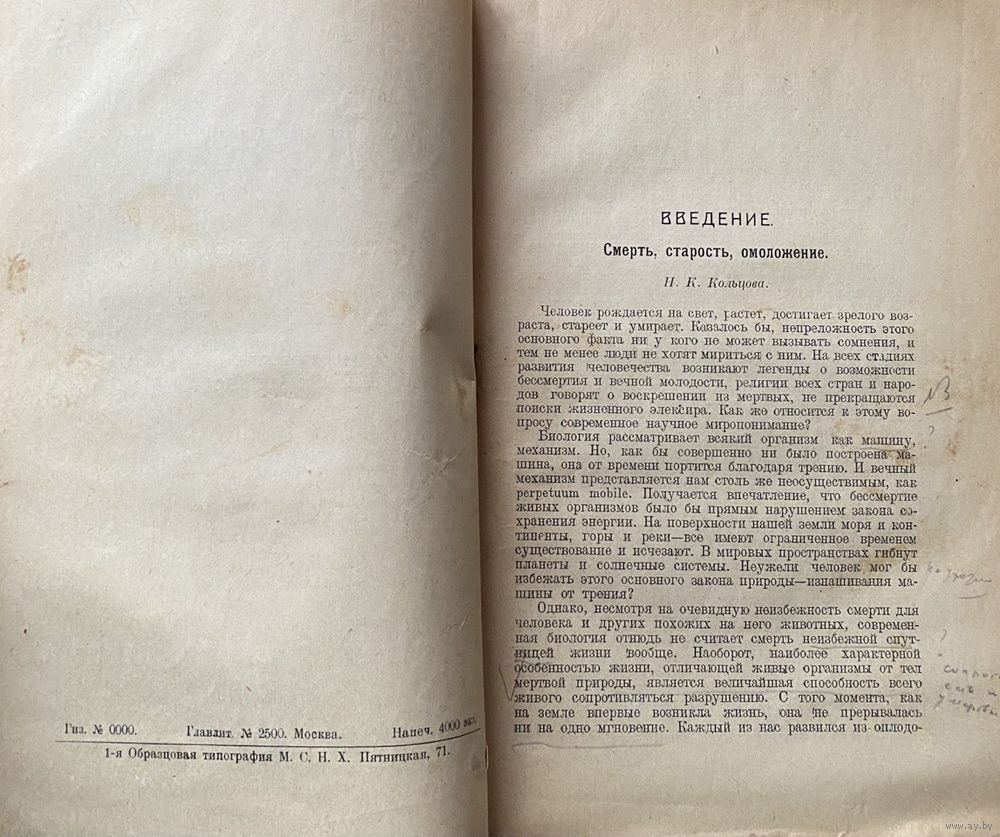 Гиз. № 0000. Главлит. № 2500. Москва. Напеч. 4000 экз.
1-я Образцовая типография М. С. Н. Х. Пятницкая, 71.
ВВЕДЕНИЕ.
Смерть, старость, омоложение.
Н. К. Кольцова.
Человек рождается на свет, растет, достигает зрелого воз-
раста, стареет и умирает. Казалось бы, непреложность этого
основного факта ни у кого не может вызывать сомнения, и
тем не менее люди не хотят мириться с ним. На всех стадиях
развития человечества возникают легенды о возможности
бессмертия и вечной молодости, религии всех стран и наро-
дов говорят о воскрешении из мертвых, не прекращаются
поиски жизненного элексира. Как же относится к этому во-
просу современное научное миропонимание?
Биология рассматривает всякий организм как машину,
механизм. Но, как бы совершенно ни было построена ма-
шина, она от времени портится благодаря трению. И вечный
механизм представляется нам столь же неосуществимым, как
perpetuum mobile. Получается впечатление, что бессмертие
живых организмов было бы прямым нарушением закона со-
хранения энергии. На поверхности нашей земли моря и кон-
тиненты, горы и реки—все имеют ограниченное временем
существование и исчезают. В мировых пространствах гибнут
планеты и солнечные системы. Неужели человек мог бы
избежать этого основного закона природы—изнашивания ма-
шины от трения?
Однако, несмотря на очевидную неизбежность смерти для
человека и других похожих на него животных, современ-
ная биология отнюдь не считает смерть неизбежной спут-
ницей жизни вообще. Наоборот, наиболее характерной
особенностью жизни, отличающей живые организмы от тел
мертвой природы, является величайшая способность всего
живого сопротивляться разрушению. С того момента, как
на земле впервые возникла жизнь, она не прерывалась
ни на одно мгновение. Каждый из нас развился из оплодо-
NB
?
?
www.ay.by